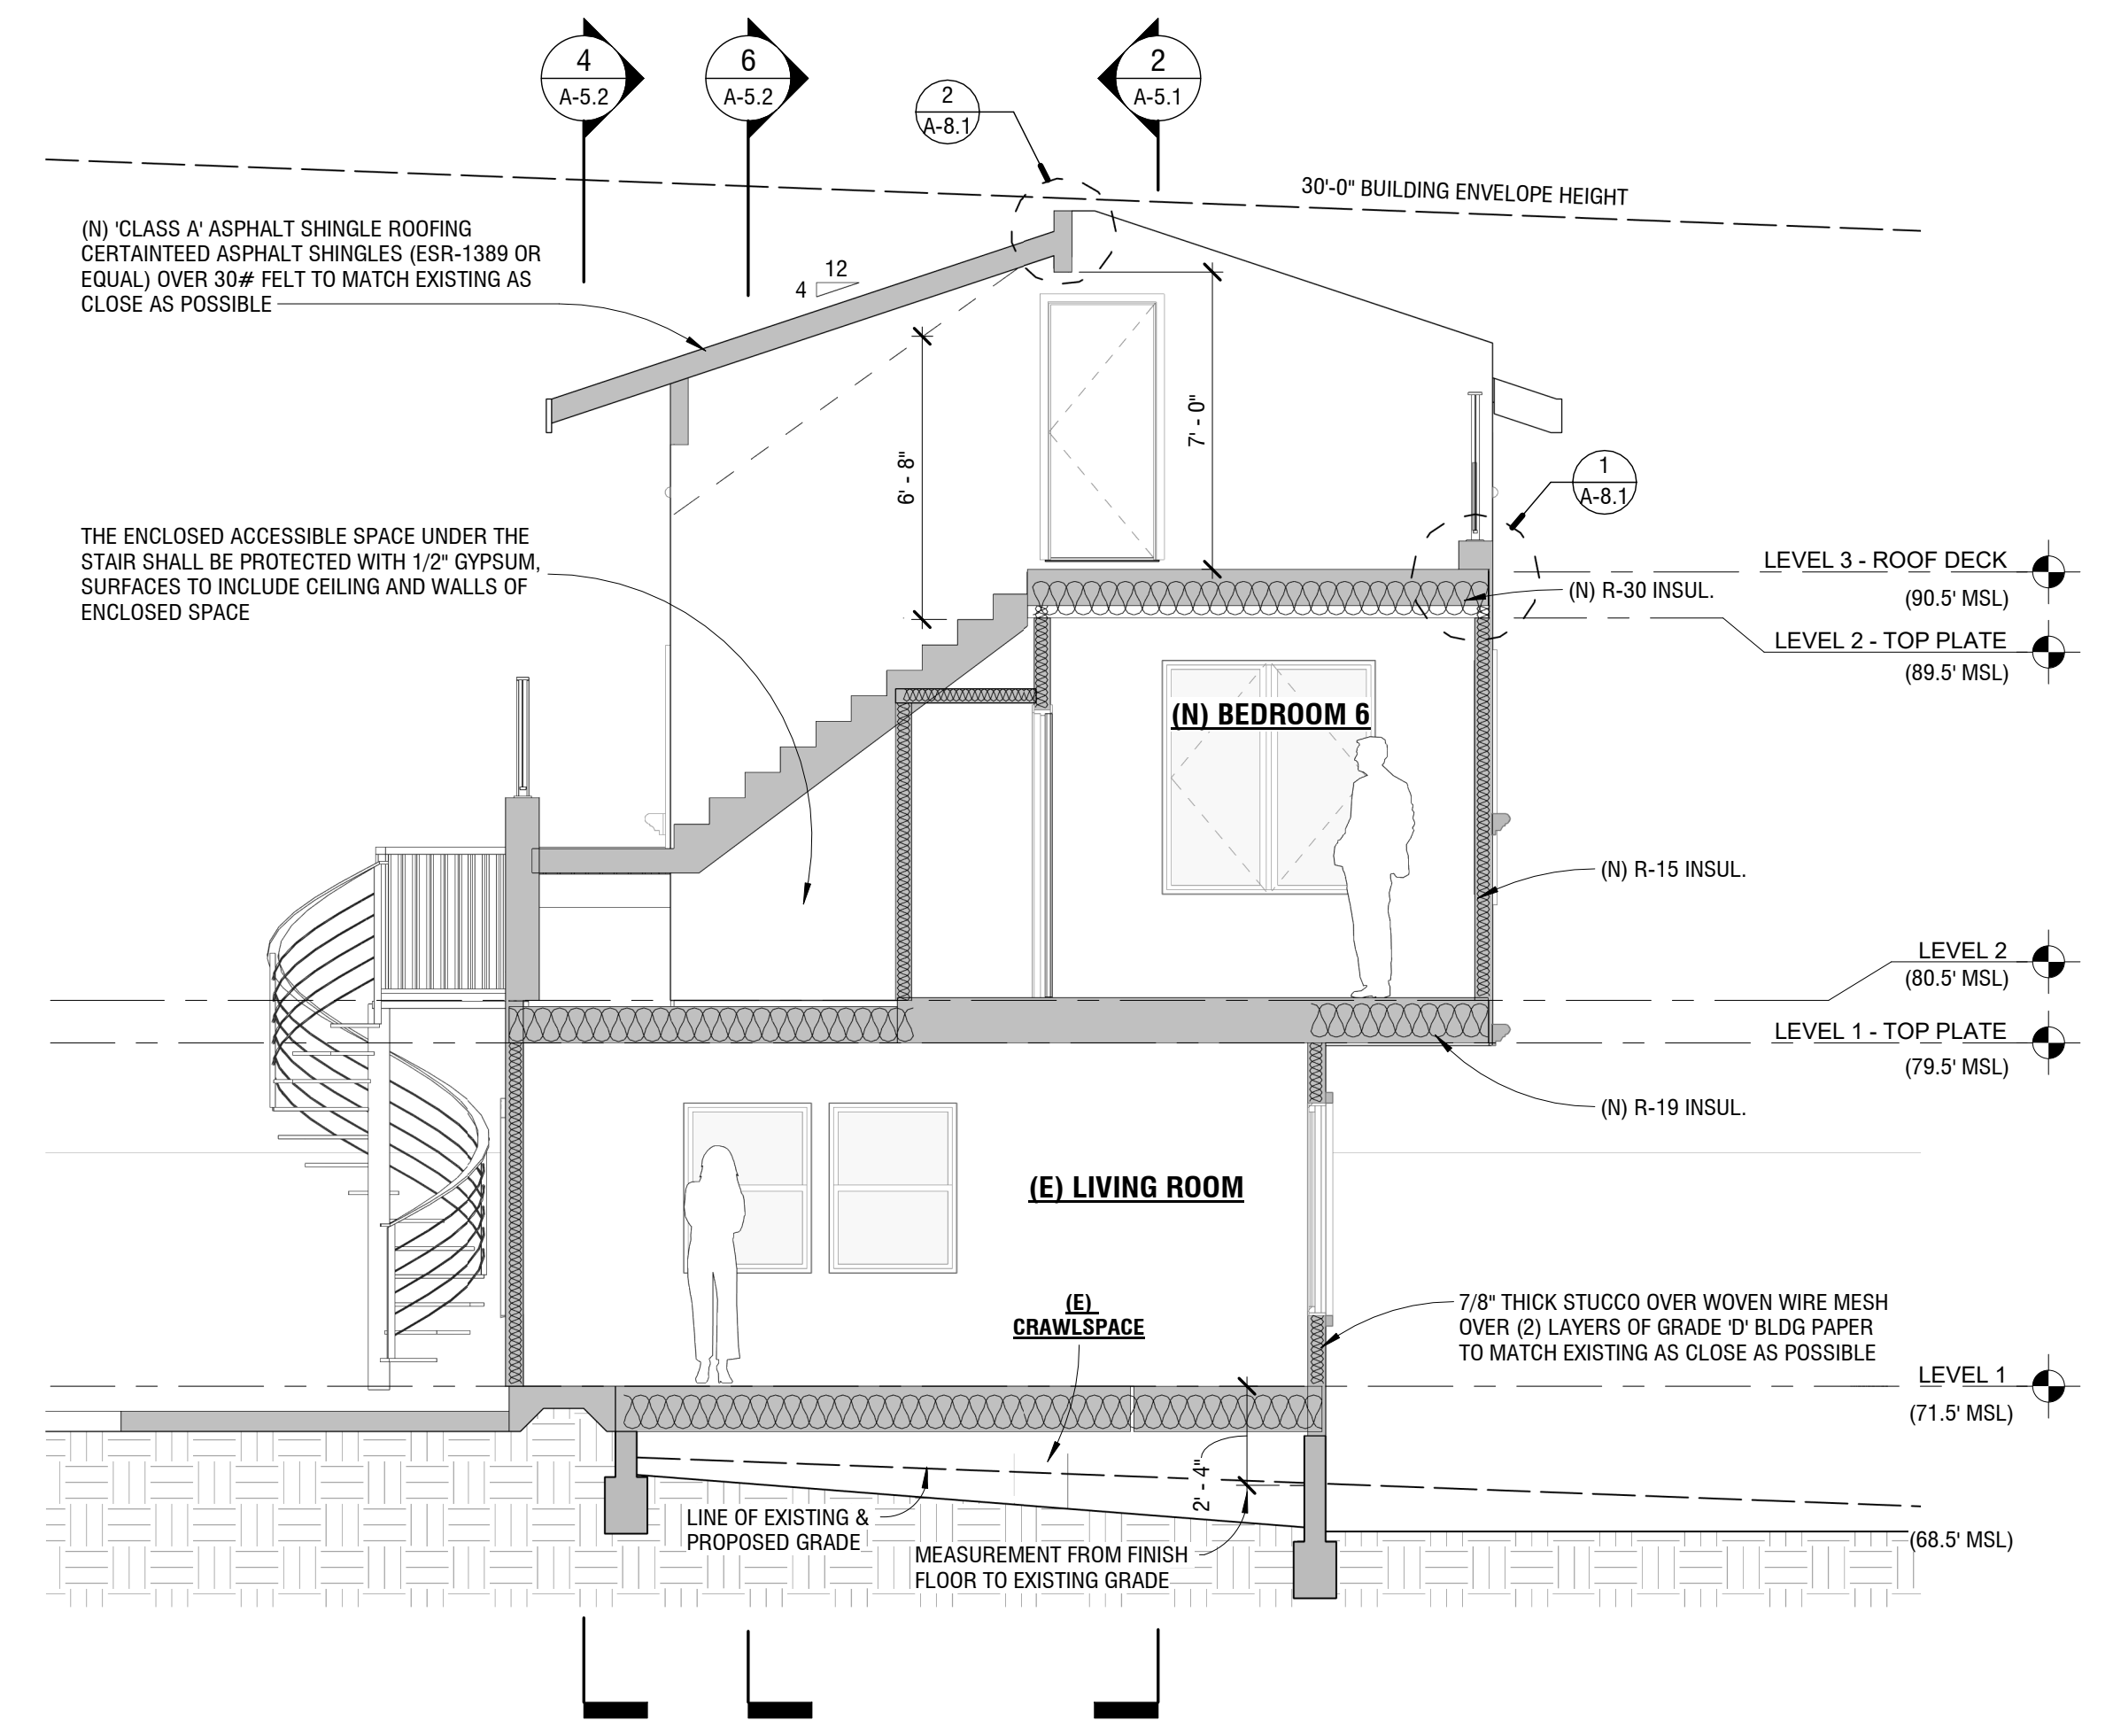 4
A-5.2
6
A-5.2
2
A-8.1
2
A-5.1
30'-0" BUILDING ENVELOPE HEIGHT
(N) 'CLASS A' ASPHALT SHINGLE ROOFING
CERTAINTEED ASPHALT SHINGLES (ESR-1389 OR
EQUAL) OVER 30# FELT TO MATCH EXISTING AS
CLOSE AS POSSIBLE
12
4
7' - 0"
6' - 8"
1
A-8.1
THE ENCLOSED ACCESSIBLE SPACE UNDER THE
STAIR SHALL BE PROTECTED WITH 1/2" GYPSUM,
SURFACES TO INCLUDE CEILING AND WALLS OF
ENCLOSED SPACE
LEVEL 3 - ROOF DECK
(90.5' MSL)
(N) R-30 INSUL.
LEVEL 2 - TOP PLATE
(89.5' MSL)
(N) BEDROOM 6
(N) R-15 INSUL.
LEVEL 2
(80.5' MSL)
LEVEL 1 - TOP PLATE
(79.5' MSL)
(N) R-19 INSUL.
(E) LIVING ROOM
(E)
CRAWLSPACE
7/8" THICK STUCCO OVER WOVEN WIRE MESH
OVER (2) LAYERS OF GRADE 'D' BLDG PAPER
TO MATCH EXISTING AS CLOSE AS POSSIBLE
LEVEL 1
(71.5' MSL)
2' - 4"
LINE OF EXISTING &
PROPOSED GRADE
MEASUREMENT FROM FINISH
FLOOR TO EXISTING GRADE
(68.5' MSL)